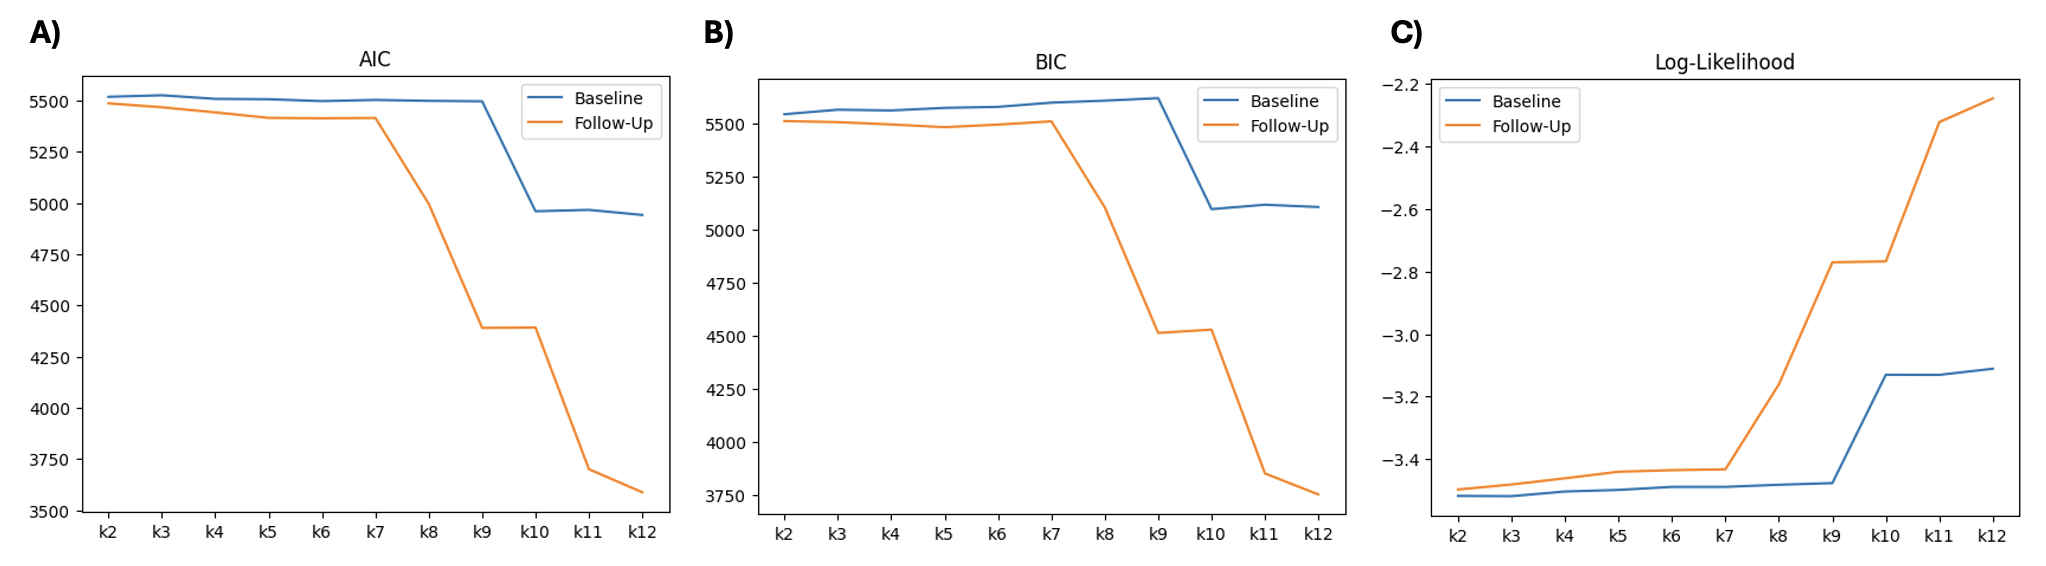 A)
AIC
Baseline
Follow-Up
5500
5250
5000
4750
4500
4250
4000
3750
3500
k2 k3 k4 k5 k6 k7 k8 k9 k10 k11 k12
B)
BIC
Baseline
Follow-Up
5500
5250
5000
4750
4500
4250
4000
3750
k2 k3 k4 k5 k6 k7 k8 k9 k10 k11 k12
C)
Log-Likelihood
Baseline
Follow-Up
−2.2
−2.4
−2.6
−2.8
−3.0
−3.2
−3.4
k2 k3 k4 k5 k6 k7 k8 k9 k10 k11 k12